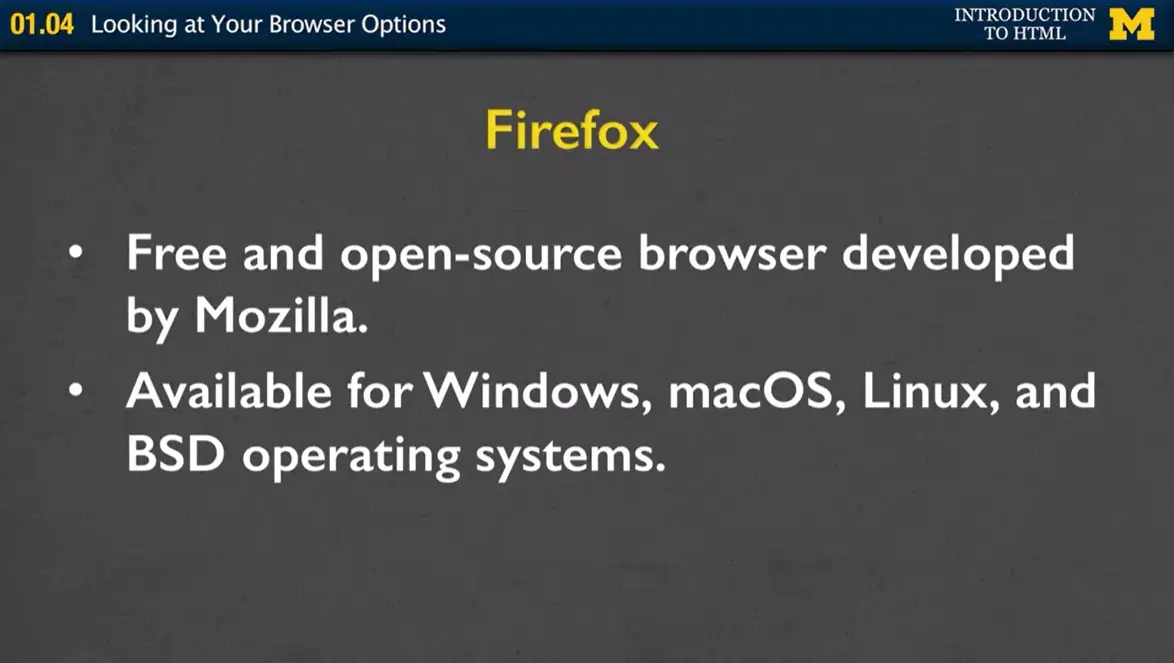 01.04 Looking at Your Browser Options
INTRODUCTION
TO HTML
M
Firefox
• Free and open-source browser developed
by Mozilla.
• Available for Windows, macOS, Linux, and
BSD operating systems.